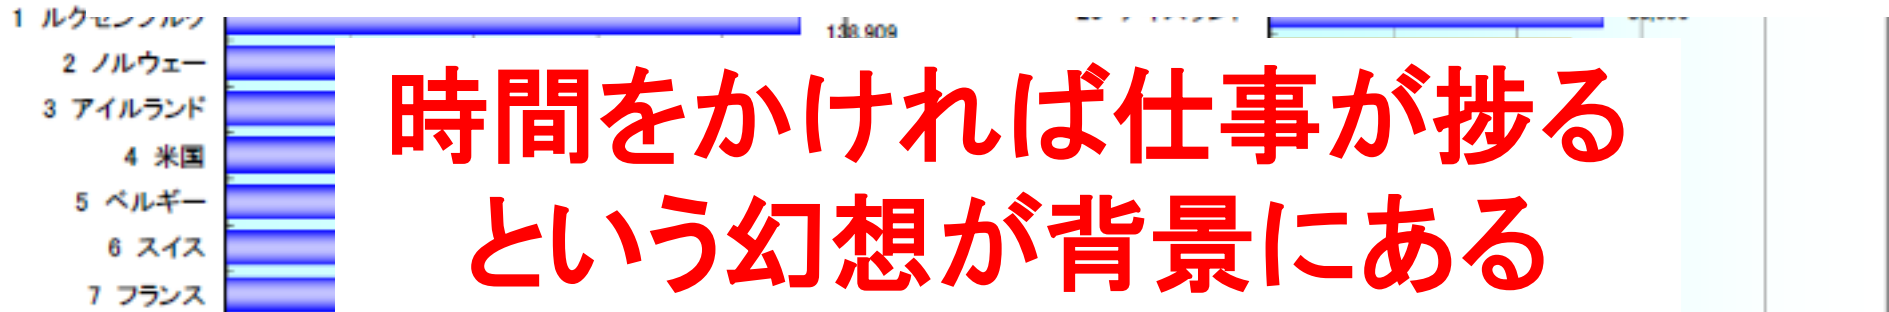 1 ルクセンブルク
138,909
2 ノルウェー
3 アイルランド
4 米国
5 ベルギー
6 スイス
7 フランス
時間をかければ仕事が捗る
という幻想が背景にある